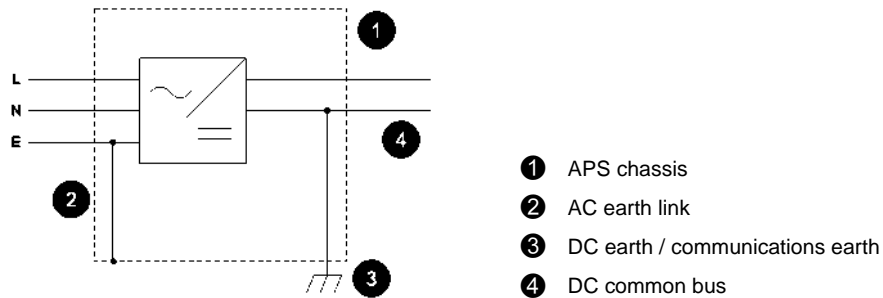 1
L
N
E
4
2
3
1 APS chassis
2 AC earth link
3 DC earth / communications earth
4 DC common bus